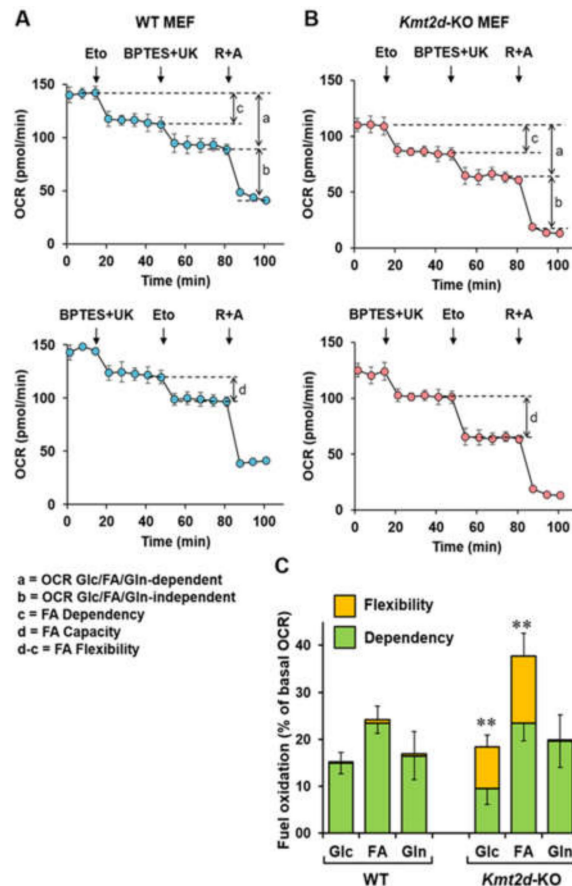 A
WT MEF
Eto BPTES+UK R+A
OCR (pmol/min)
150
100
50
0
c
a
b
0 20 40 60 80 100
Time (min)
BPTES+UK Eto R+A
OCR (pmol/min)
150
100
50
0
d
0 20 40 60 80 100
Time (min)
B
Kmt2d-KO MEF
Eto BPTES+UK R+A
OCR (pmol/min)
150
100
50
0
c
a
b
0 20 40 60 80 100
Time (min)
BPTES+UK Eto R+A
OCR (pmol/min)
150
100
50
0
d
0 20 40 60 80 100
Time (min)
a = OCR Glc/FA/Gln-dependent
b = OCR Glc/FA/Gln-independent
c = FA Dependency
d = FA Capacity
d-c = FA Flexibility
C
Flexibility
Dependency
Fuel oxidation (% of basal OCR)
40
30
20
10
00
**
**
Glc FA Gln Glc FA Gln
WT Kmt2d-KO